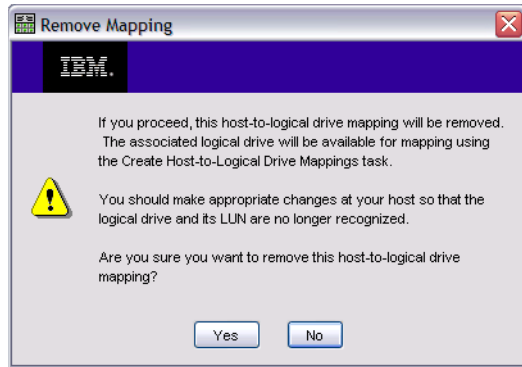 Remove Mapping
IBM.
If you proceed, this host-to-logical drive mapping will be removed.
The associated logical drive will be available for mapping using
the Create Host-to-Logical Drive Mappings task.
You should make appropriate changes at your host so that the
logical drive and its LUN are no longer recognized.
Are you sure you want to remove this host-to-logical drive
mapping?
Yes
No